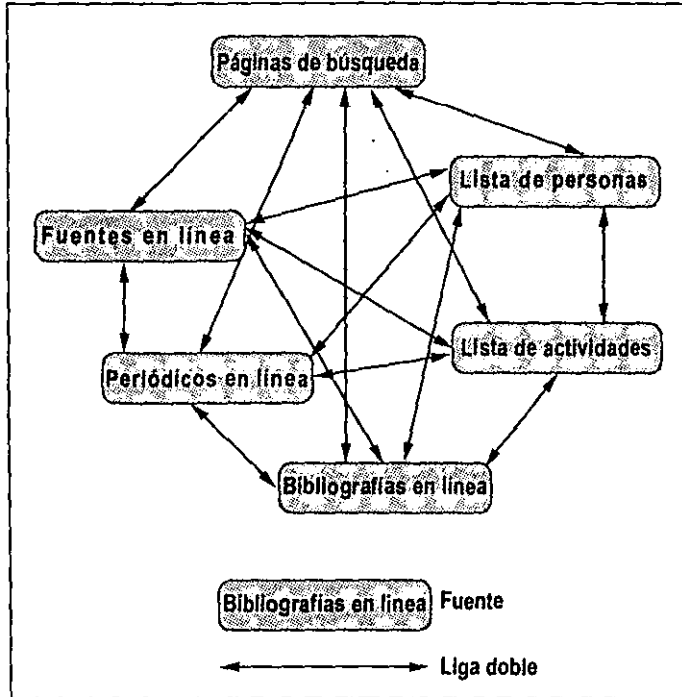 Páginas de búsqueda
Lista de personas
Fuentes en línea
Lista de actividades
Periódicos en línea
Bibliografías en línea
Bibliografías en línea Fuente
Liga doble